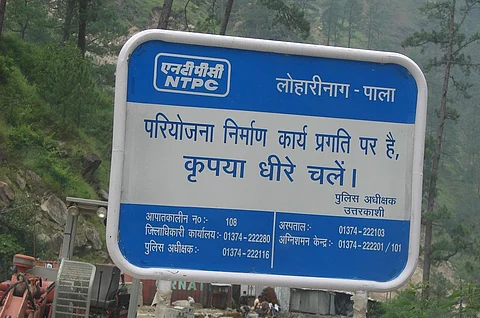 एनटीपीसी
NTPC
लोहारीनाग - पाला
परियोजना निर्माण कार्य प्रगति पर है,
कृपया धीरे चलें।
पुलिस अधीक्षक
उत्तरकाशी
आपातकालीन न०:- 108
जिलाधिकारी कार्यालय:- 01374-222280
पुलिस अधीक्षक:- 01374-222116
अस्पताल: 01374-222103
अग्निशमन केन्द्र: 01374-222201 / 101